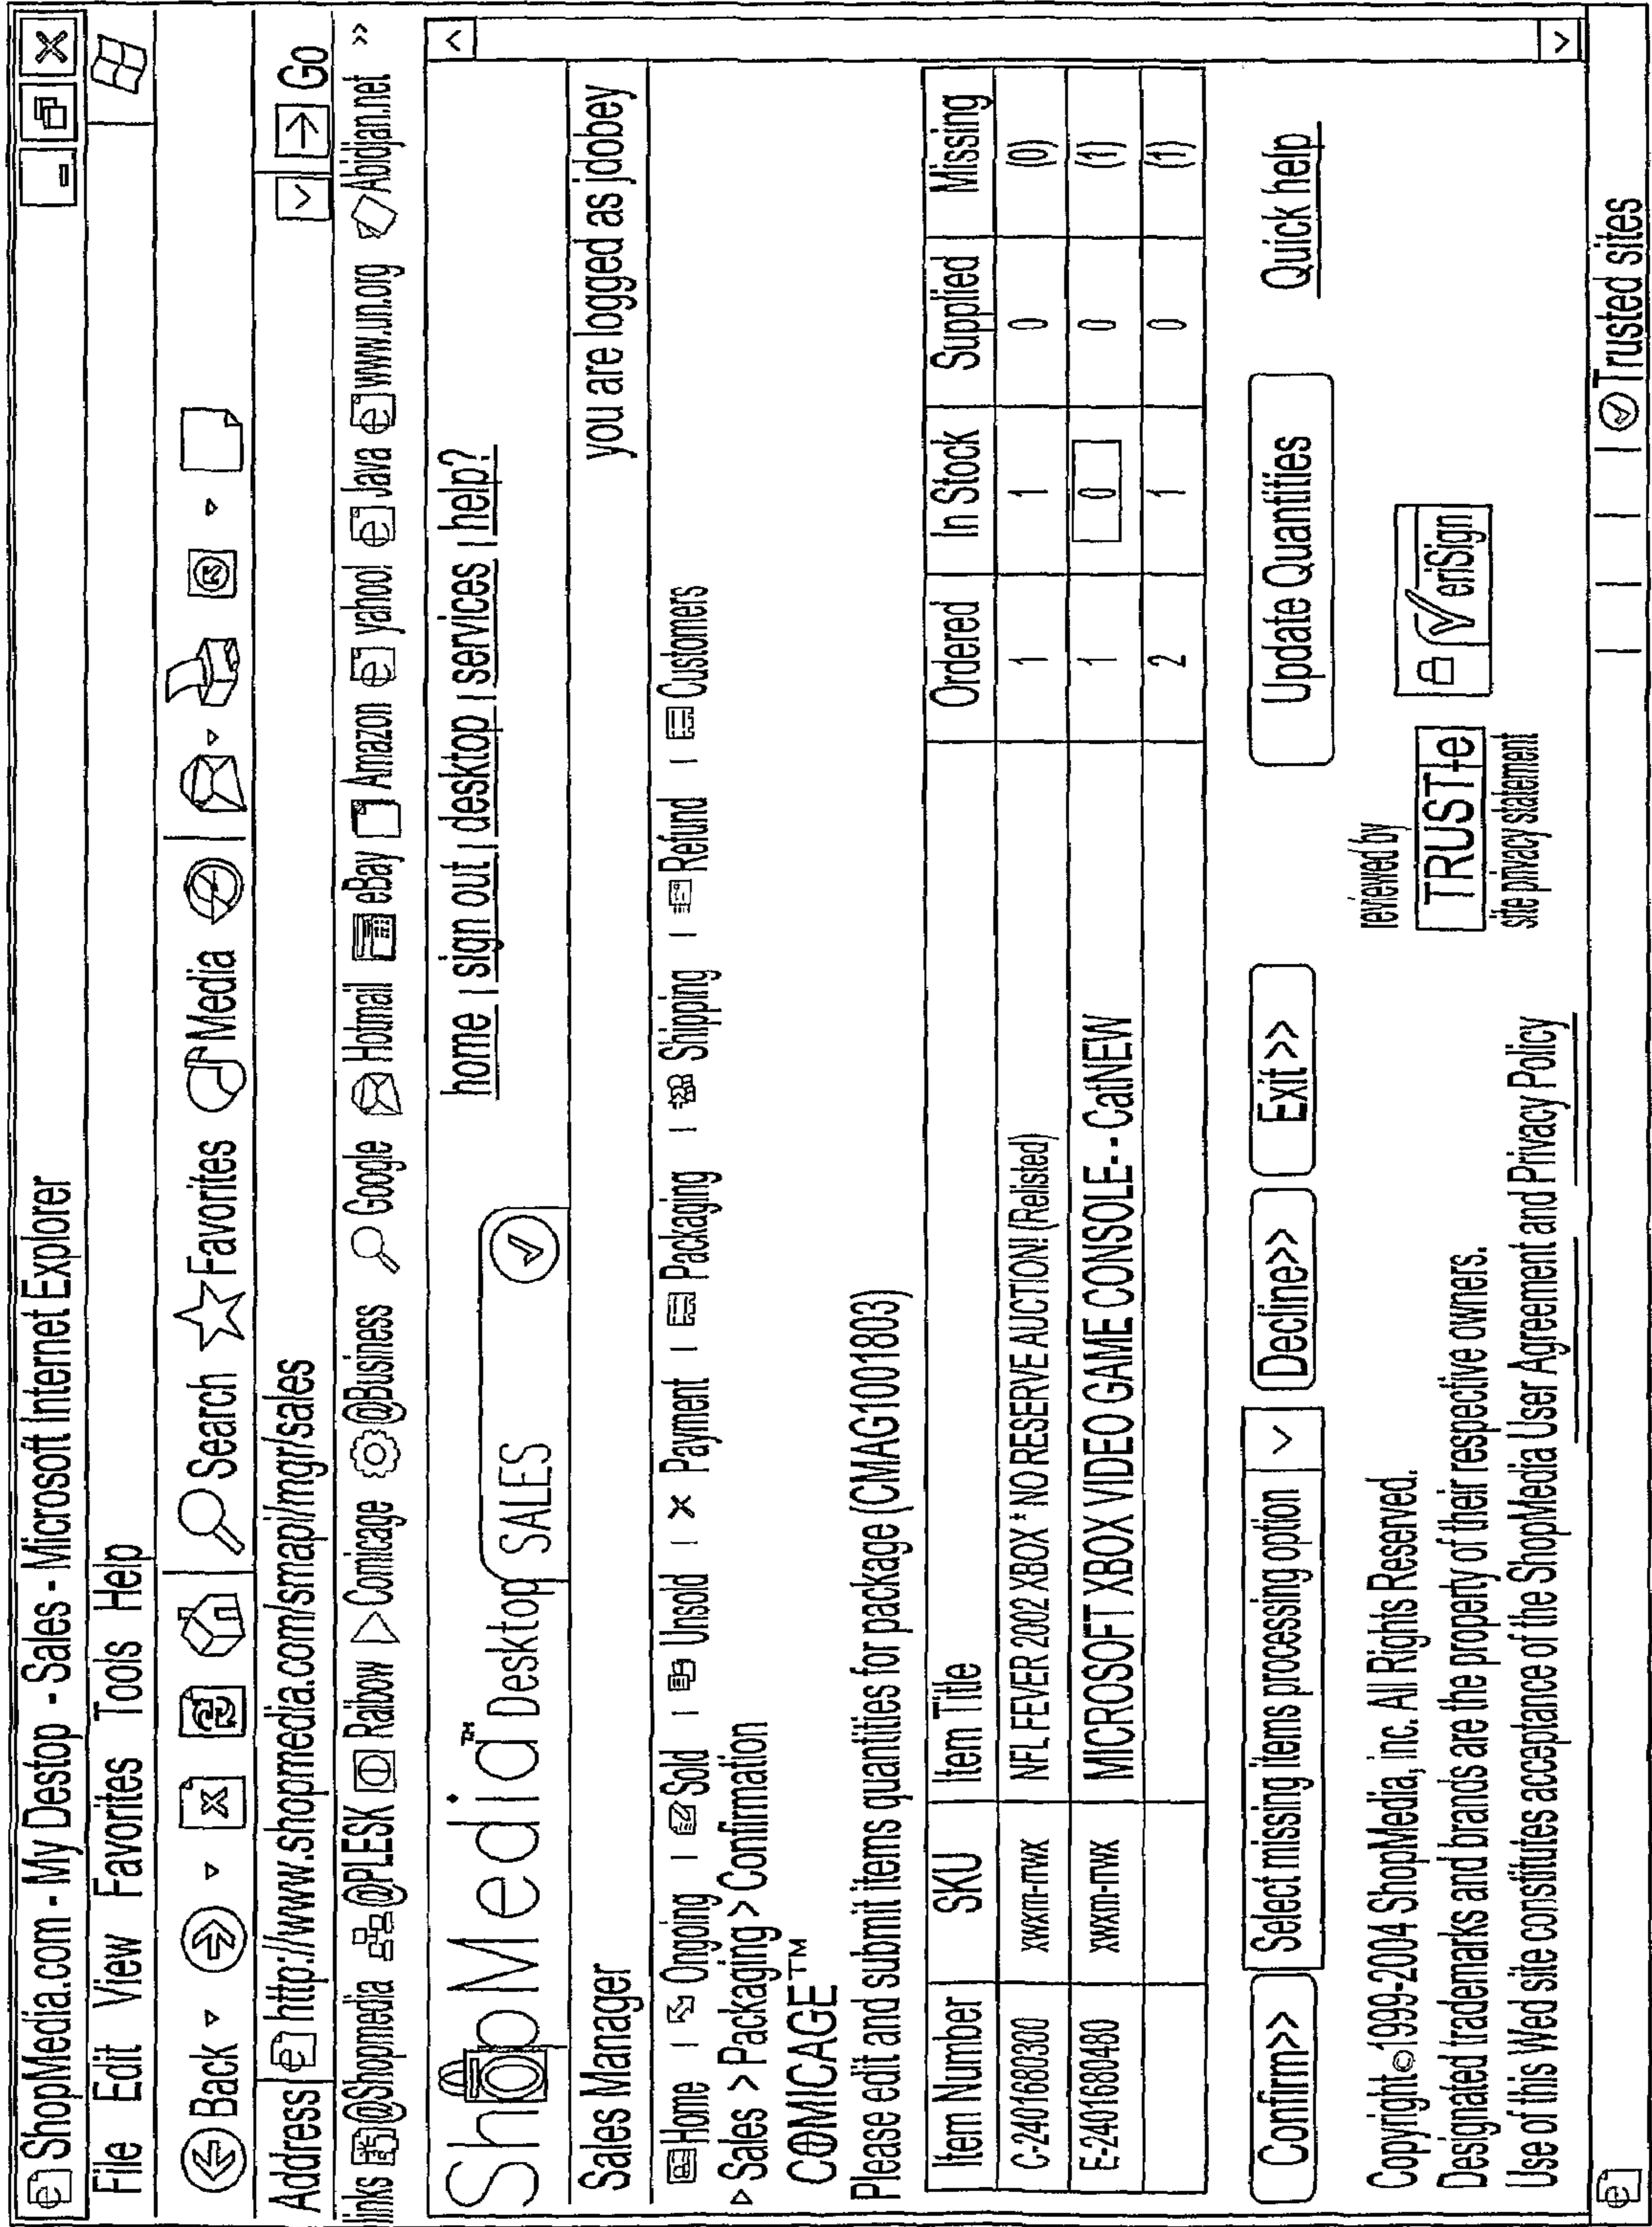 ShopMedia.com - My Destop - Sales - Microsoft Internet Explorer
File Edit View Favorites Tools Help
Back Search Favorites Media
Address http://www.shopmedia.com/smapi/mgr/sales Go
links @Shopmedia @PLESK Raibow Comicage @Business Google Hotmail eBay Amazon yahoo! Java www.un.org Abidjan.net >>
ShopMedia™ Desktop SALES home | sign out | desktop | services | help?
Sales Manager you are logged as jdobey
Home | Ongoing | Sold | Unsold | Payment | Packaging | Shipping | Refund | Customers
Sales > Packaging > Confirmation
COMICAGE™
Please edit and submit items quantities for package (CMAG1001803)
Item Number SKU Item Title Ordered In Stock Supplied Missing
C-2401680300 xwxm-rwx NFL FEVER 2002 XBOX * NO RESERVE AUCTION! (Relisted) 1 1 0 (0)
E-2401680480 xwxm-rwx MICROSOFT XBOX VIDEO GAME CONSOLE - - CatNEW 1 0 0 (1)
2 1 0 (1)
Confirm>> Select missing items processing option Decline>> Exit>> Update Quantities Quick help
reviewed by
TRUST-e VeriSign
site privacy statement
Copyright©1999-2004 ShopMedia, inc. All Rights Reserved.
Designated trademarks and brands are the property of their respective owners.
Use of this Wed site constitutes acceptance of the ShopMedia User Agreement and Privacy Policy
Trusted sites